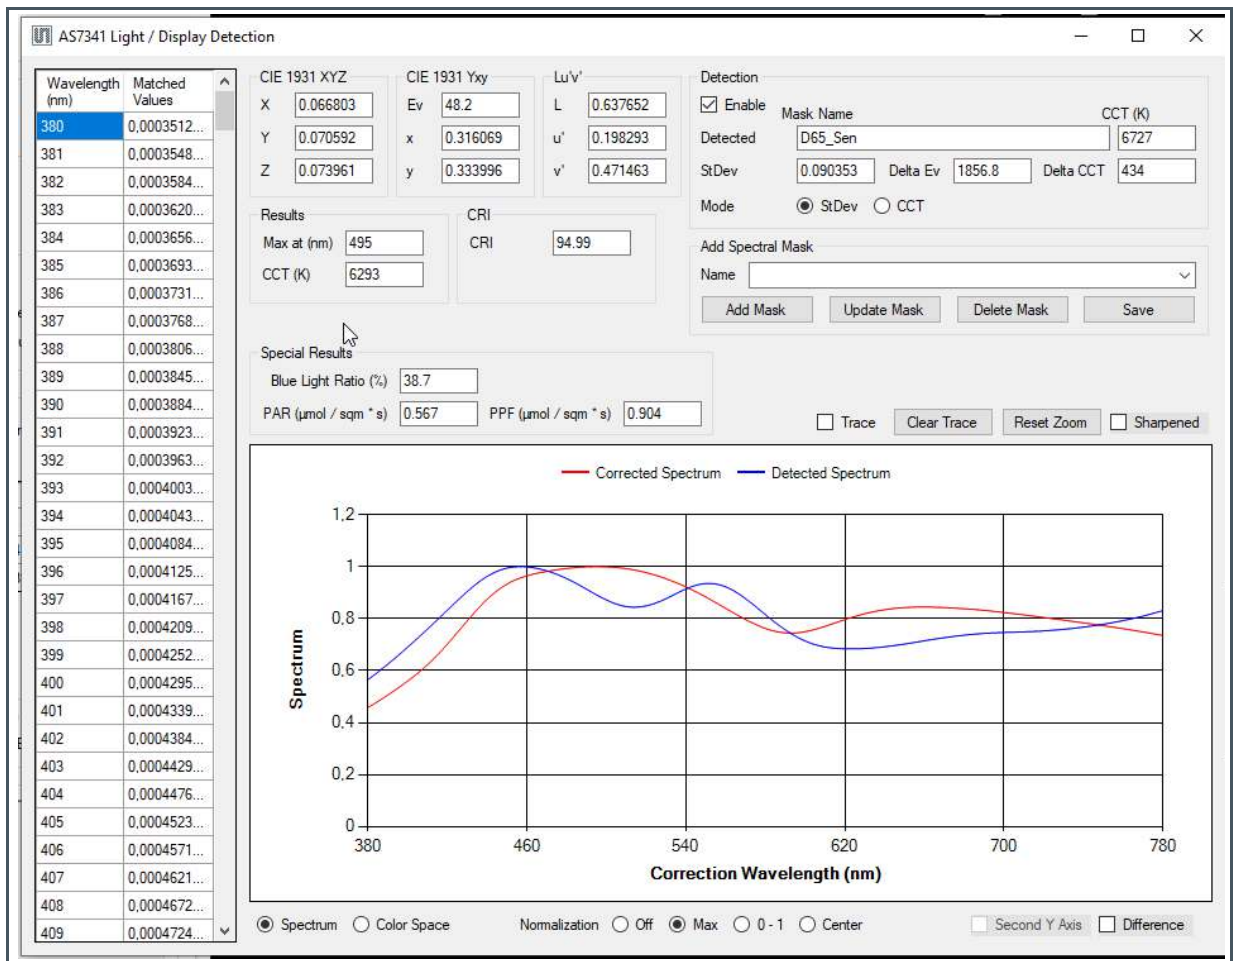 AS7341 Light / Display Detection
Wavelength (nm) Matched Values
380 0,0003512...
381 0,0003548...
382 0,0003584...
383 0,0003620...
384 0,0003656...
385 0,0003693...
386 0,0003731...
387 0,0003768...
388 0,0003806...
389 0,0003845...
390 0,0003884...
391 0,0003923...
392 0,0003963...
393 0,0004003...
394 0,0004043...
395 0,0004084...
396 0,0004125...
397 0,0004167...
398 0,0004209...
399 0,0004252...
400 0,0004295...
401 0,0004339...
402 0,0004384...
403 0,0004429...
404 0,0004476...
405 0,0004523...
406 0,0004571...
407 0,0004621...
408 0,0004672...
409 0,0004724...
CIE 1931 XYZ
X 0.066803
Y 0.070592
Z 0.073961
CIE 1931 Yxy
Ev 48.2
x 0.316069
y 0.333996
Lu'v'
L 0.637652
u' 0.198293
v' 0.471463
Detection
Enable
Mask Name CCT (K)
Detected D65_Sen 6727
StDev 0.090353 Delta Ev 1856.8 Delta CCT 434
Mode StDev CCT
Results
Max at (nm) 495
CCT (K) 6293
CRI
CRI 94.99
Add Spectral Mask
Name
Add Mask Update Mask Delete Mask Save
Special Results
Blue Light Ratio (%) 38.7
PAR (µmol / sqm * s) 0.567 PPF (µmol / sqm * s) 0.904
Trace Clear Trace Reset Zoom Sharpened
Corrected Spectrum Detected Spectrum
1,2
1
0,8
0,6
0,4
0,2
0
Spectrum
380 460 540 620 700 780
Correction Wavelength (nm)
Spectrum Color Space Normalization Off Max 0 - 1 Center Second Y Axis Difference